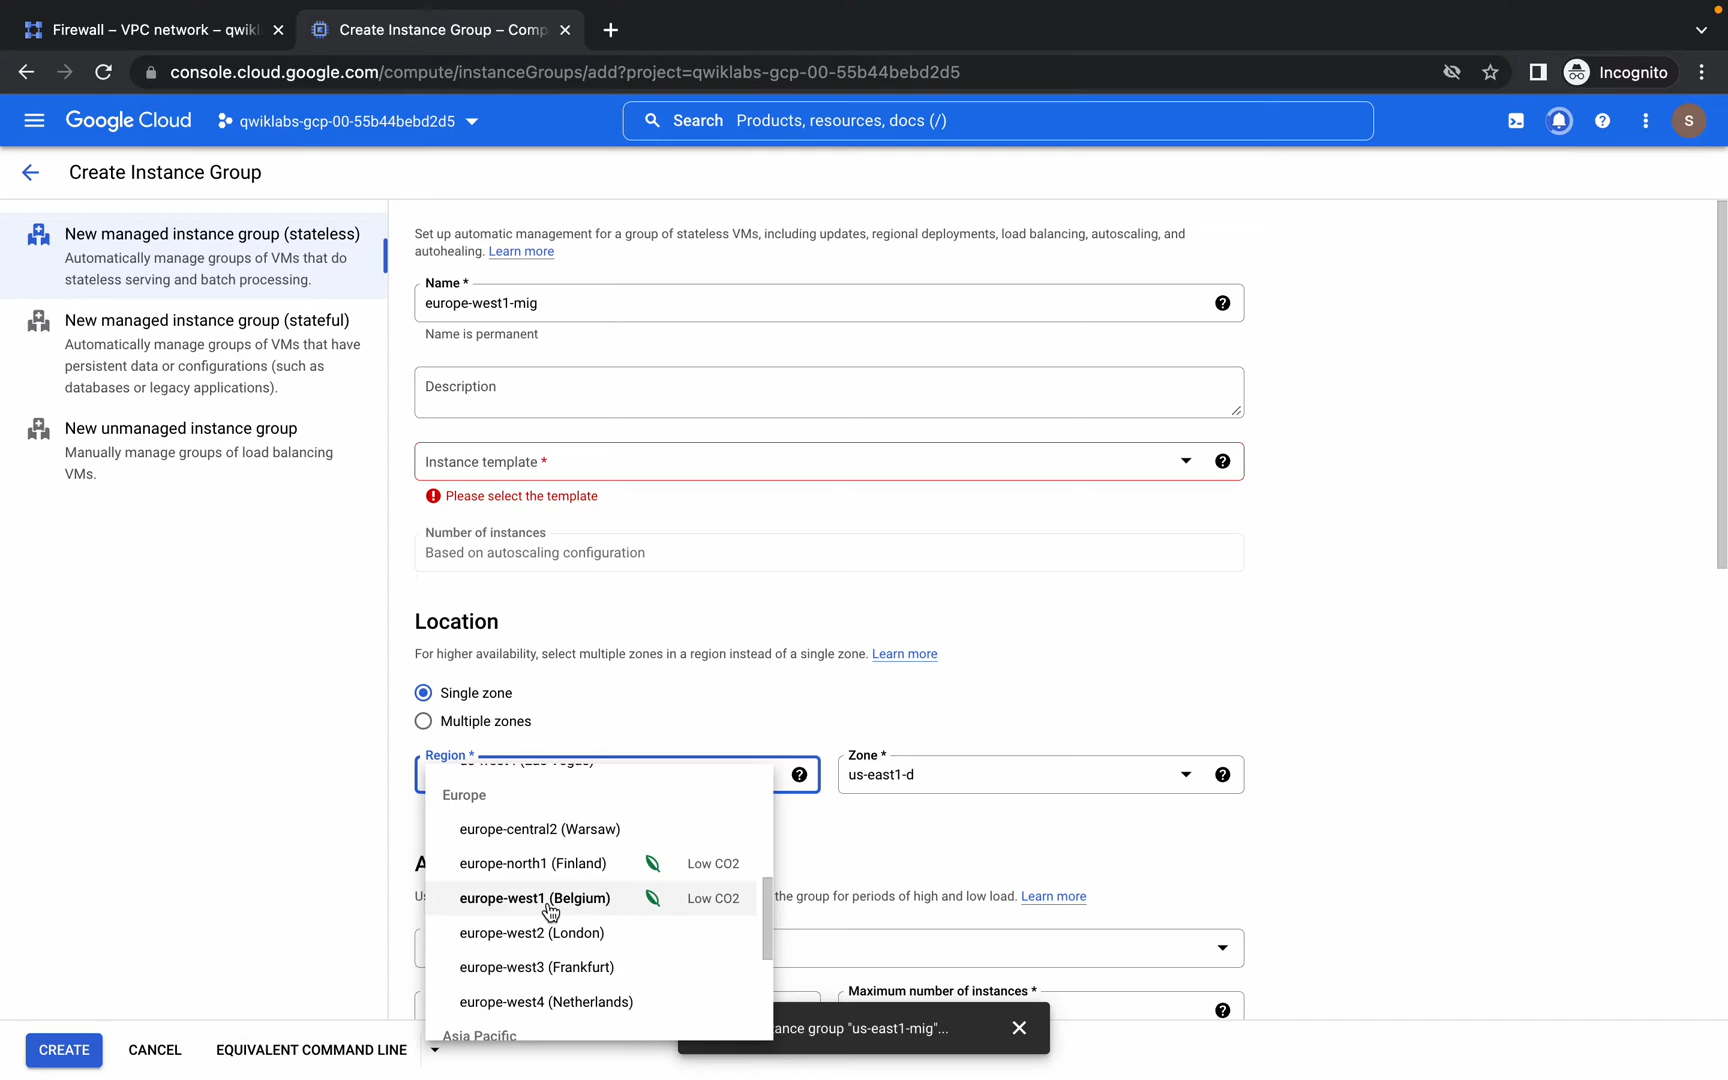 Firewall – VPC network – qwikl
Create Instance Group – Comp
console.cloud.google.com/compute/instanceGroups/add?project=qwiklabs-gcp-00-55b44bebd2d5
Incognito
Google Cloud
qwiklabs-gcp-00-55b44bebd2d5
Search Products, resources, docs (/)
S
Create Instance Group
New managed instance group (stateless)
Automatically manage groups of VMs that do
stateless serving and batch processing.
New managed instance group (stateful)
Automatically manage groups of VMs that have
persistent data or configurations (such as
databases or legacy applications).
New unmanaged instance group
Manually manage groups of load balancing
VMs.
Set up automatic management for a group of stateless VMs, including updates, regional deployments, load balancing, autoscaling, and
autohealing. Learn more
Name *
europe-west1-mig
Name is permanent
Description
Instance template *
Please select the template
Number of instances
Based on autoscaling configuration
Location
For higher availability, select multiple zones in a region instead of a single zone. Learn more
Single zone
Multiple zones
Region *
Zone *
us-east1-d
Europe
europe-central2 (Warsaw)
europe-north1 (Finland) Low CO2
europe-west1 (Belgium) Low CO2
europe-west2 (London)
europe-west3 (Frankfurt)
europe-west4 (Netherlands)
Asia Pacific
the group for periods of high and low load. Learn more
Maximum number of instances *
tance group "us-east1-mig"...
CREATE
CANCEL
EQUIVALENT COMMAND LINE